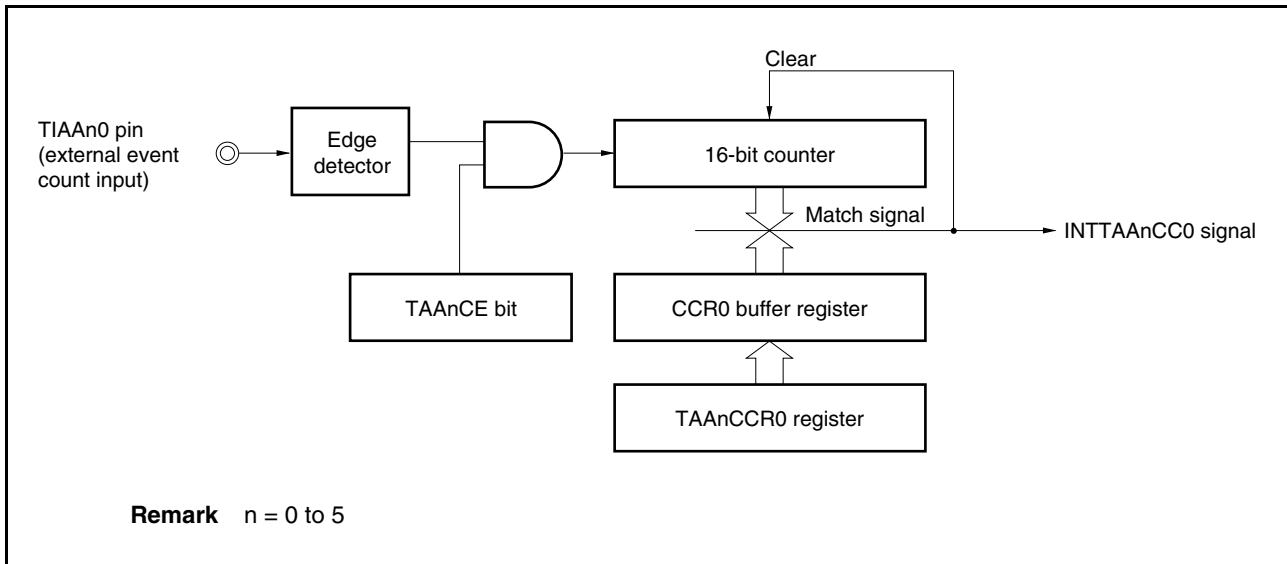 Clear
TIAAn0 pin
(external event
count input)
Edge
detector
16-bit counter
Match signal
INTTAAnCC0 signal
TAAnCE bit
CCR0 buffer register
TAAnCCR0 register
Remark n = 0 to 5